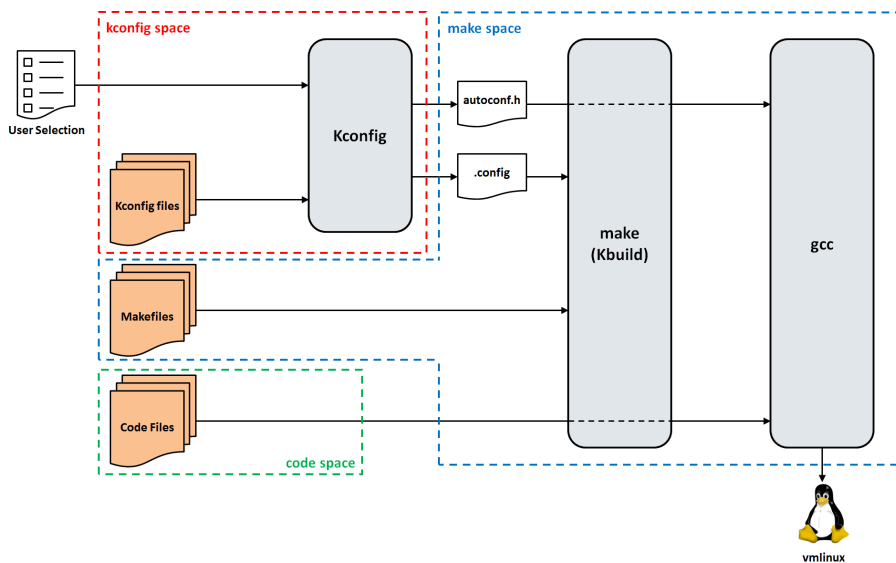 kconfig space
make space
User Selection
Kconfig
autoconf.h
.config
Kconfig files
make
(Kbuild)
gcc
Makefiles
Code Files
code space
vmlinux